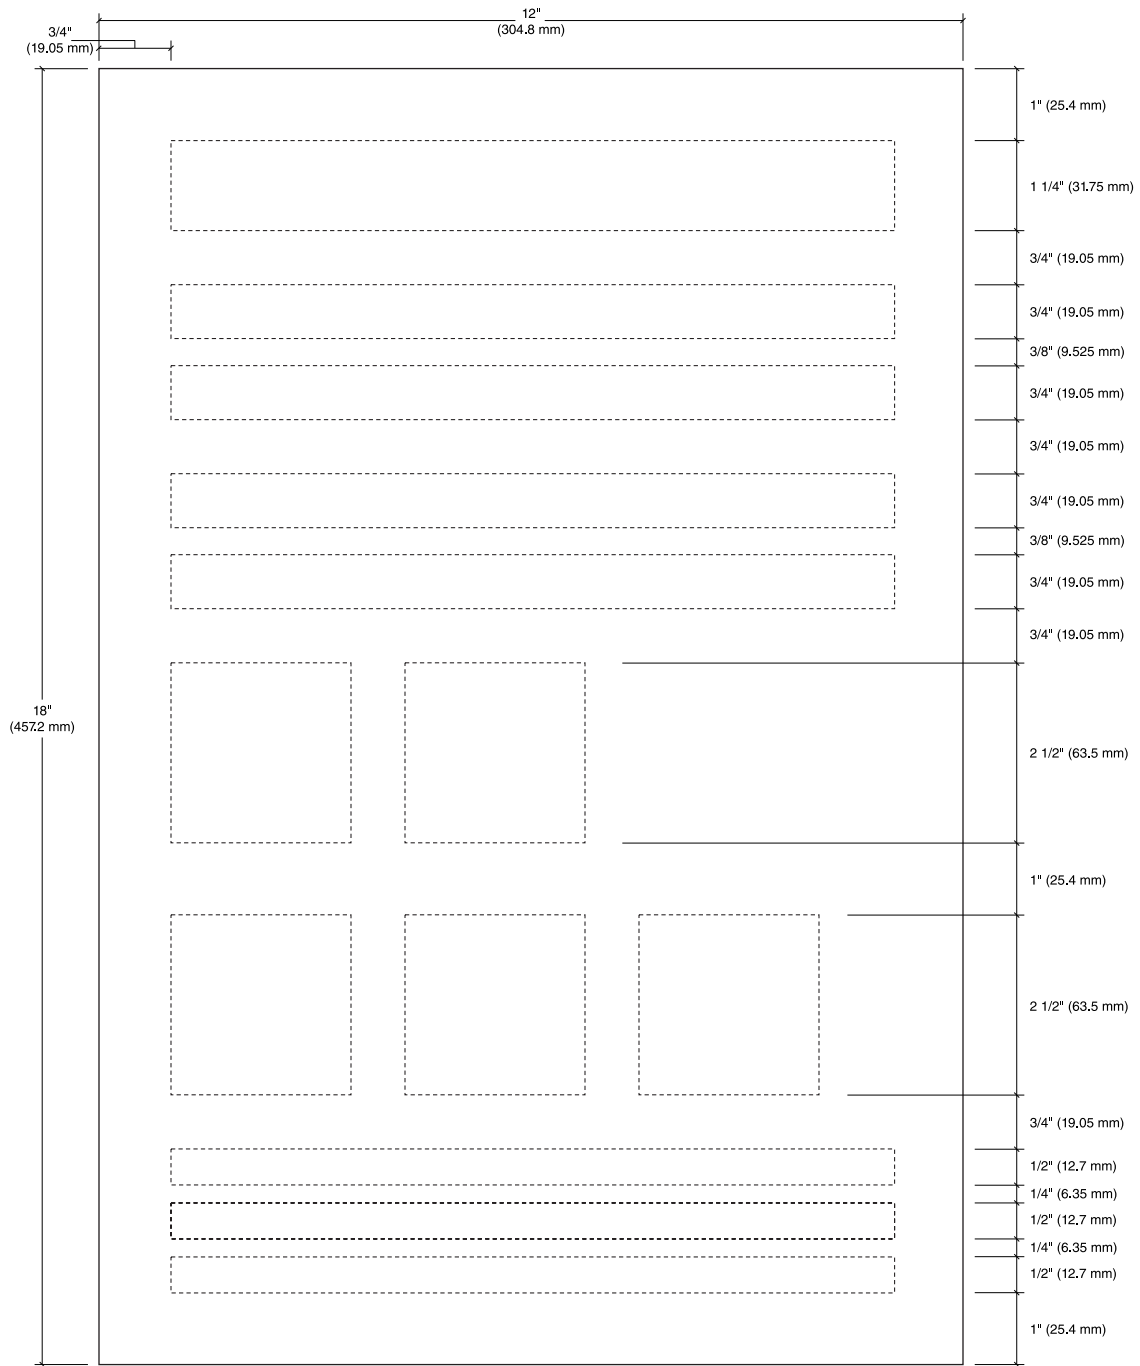 12"
(304.8 mm)
3/4"
(19.05 mm)
1" (25.4 mm)
1 1/4" (31.75 mm)
3/4" (19.05 mm)
3/4" (19.05 mm)
3/8" (9.525 mm)
3/4" (19.05 mm)
3/4" (19.05 mm)
3/4" (19.05 mm)
3/8" (9.525 mm)
3/4" (19.05 mm)
3/4" (19.05 mm)
18"
(457.2 mm)
2 1/2" (63.5 mm)
1" (25.4 mm)
2 1/2" (63.5 mm)
3/4" (19.05 mm)
1/2" (12.7 mm)
1/4" (6.35 mm)
1/2" (12.7 mm)
1/4" (6.35 mm)
1/2" (12.7 mm)
1" (25.4 mm)